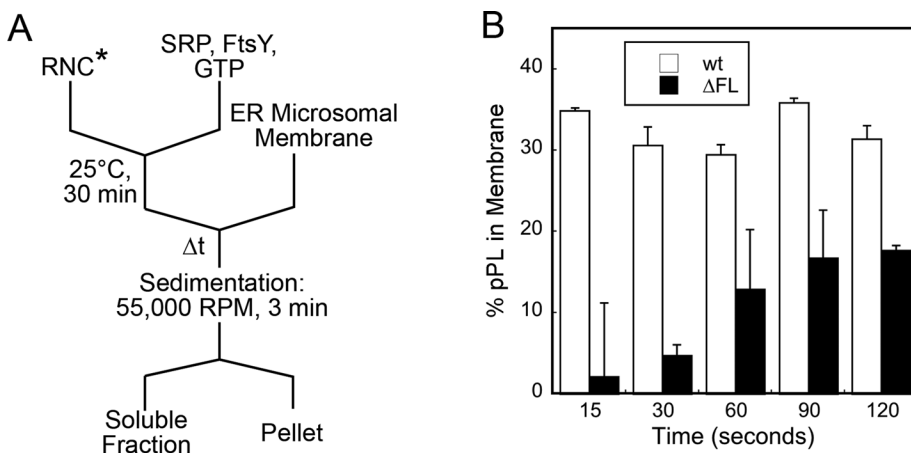 A
RNC*
SRP, FtsY,
GTP
ER Microsomal
Membrane
25°C,
30 min
Δt
Sedimentation:
55,000 RPM, 3 min
Soluble
Fraction
Pellet
B
% pPL in Membrane
40
30
20
10
0
wt
ΔFL
15 30 60 90 120
Time (seconds)